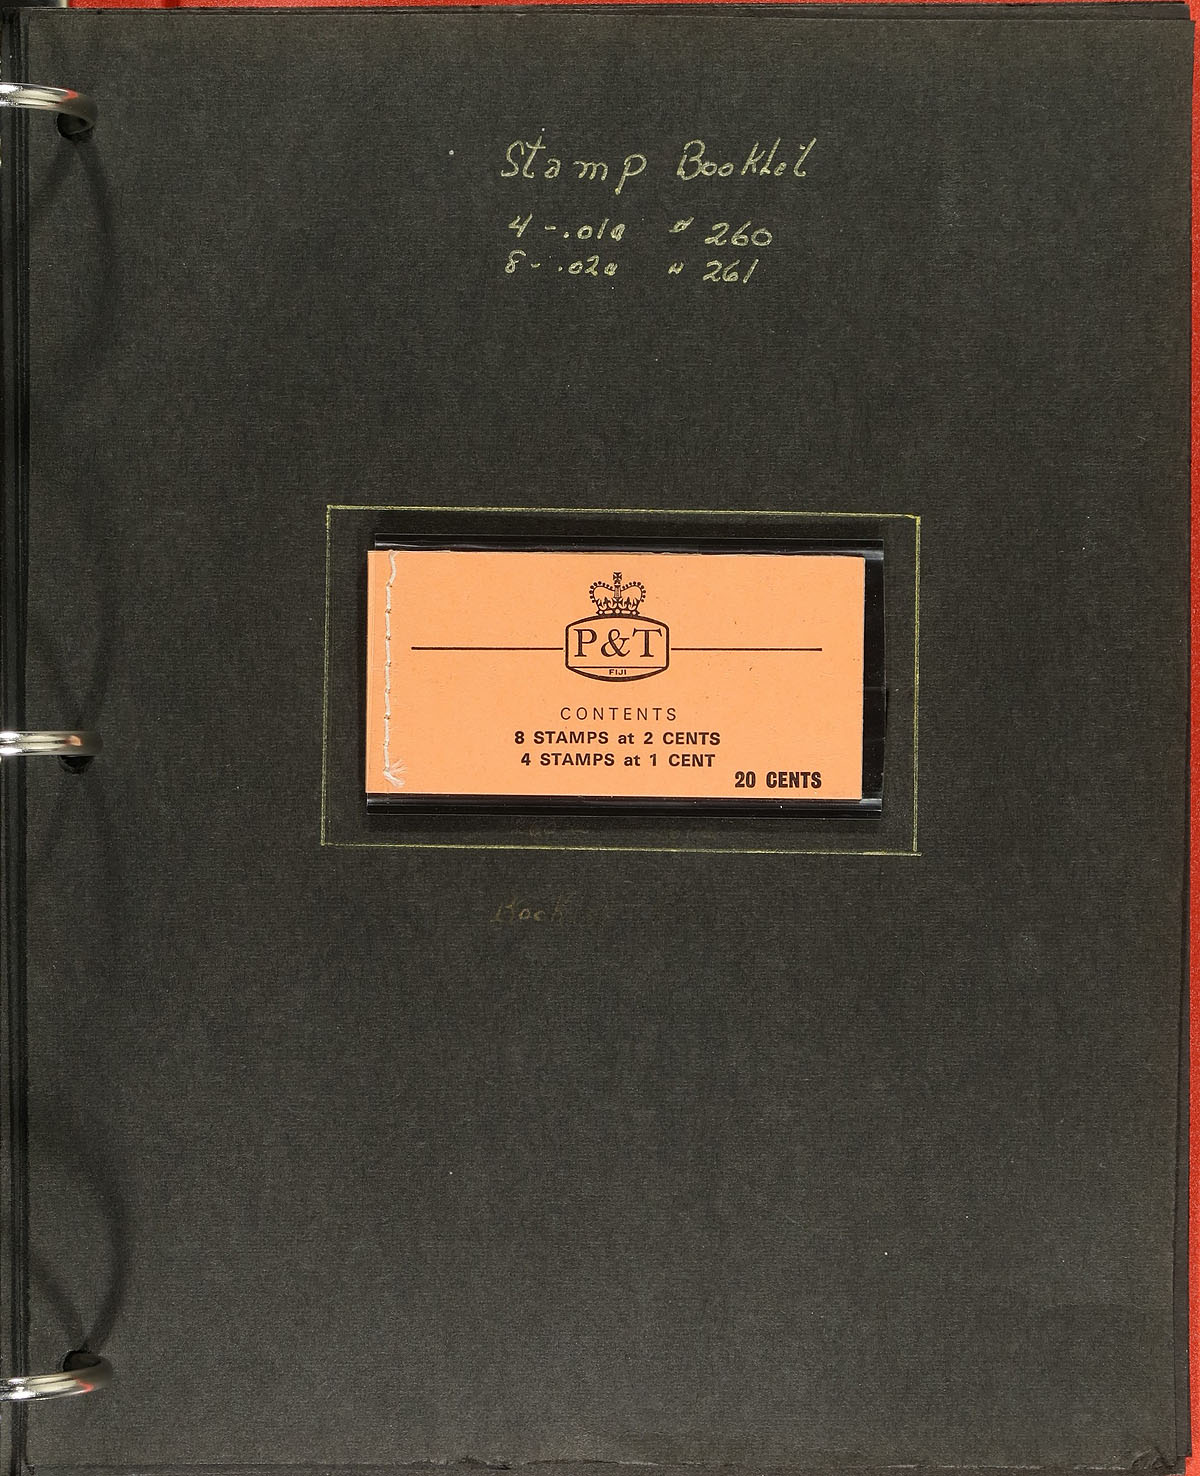 Stamp Booklet
4 - .01¢ # 260
8 - .02¢ " 261
P&T
FIJI
CONTENTS
8 STAMPS at 2 CENTS
4 STAMPS at 1 CENT
20 CENTS